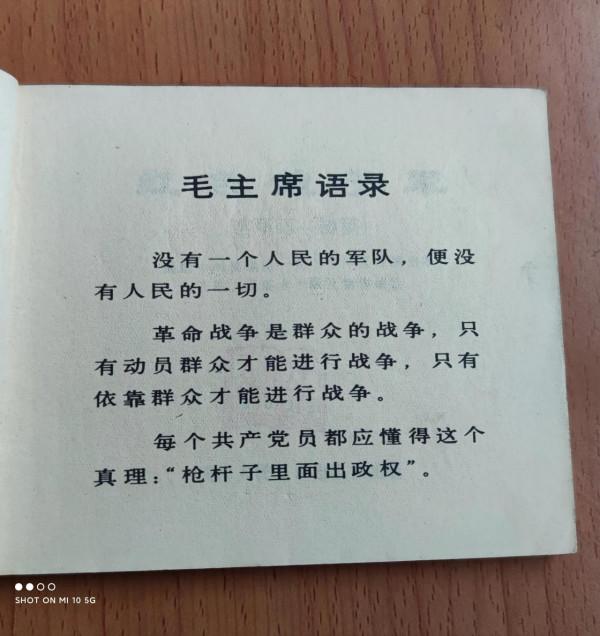 毛主席语录
没有一个人民的军队，便没
有人民的一切。
革命战争是群众的战争，只
有动员群众才能进行战争，只有
依靠群众才能进行战争。
每个共产党员都应懂得这个
真理：“枪杆子里面出政权”。
SHOT ON MI 10 5G